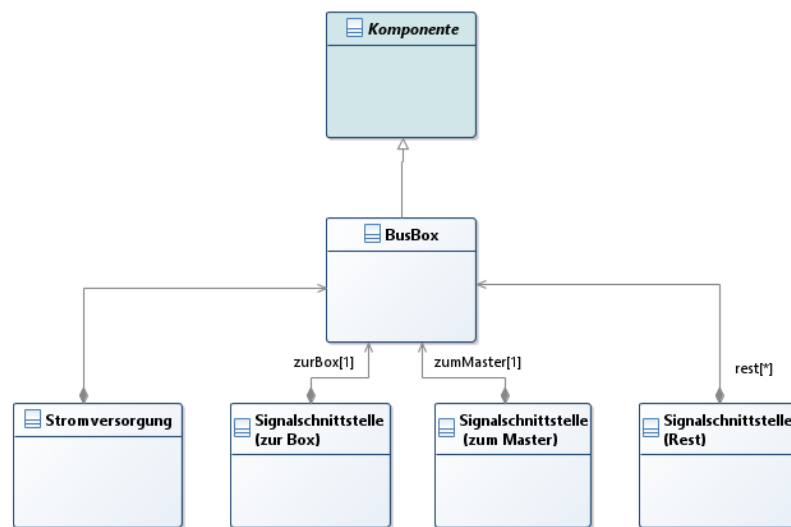 Komponente
BusBox
zurBox[1]
zumMaster[1]
rest[*]
Stromversorgung
Signalschnittstelle
(zur Box)
Signalschnittstelle
(zum Master)
Signalschnittstelle
(Rest)